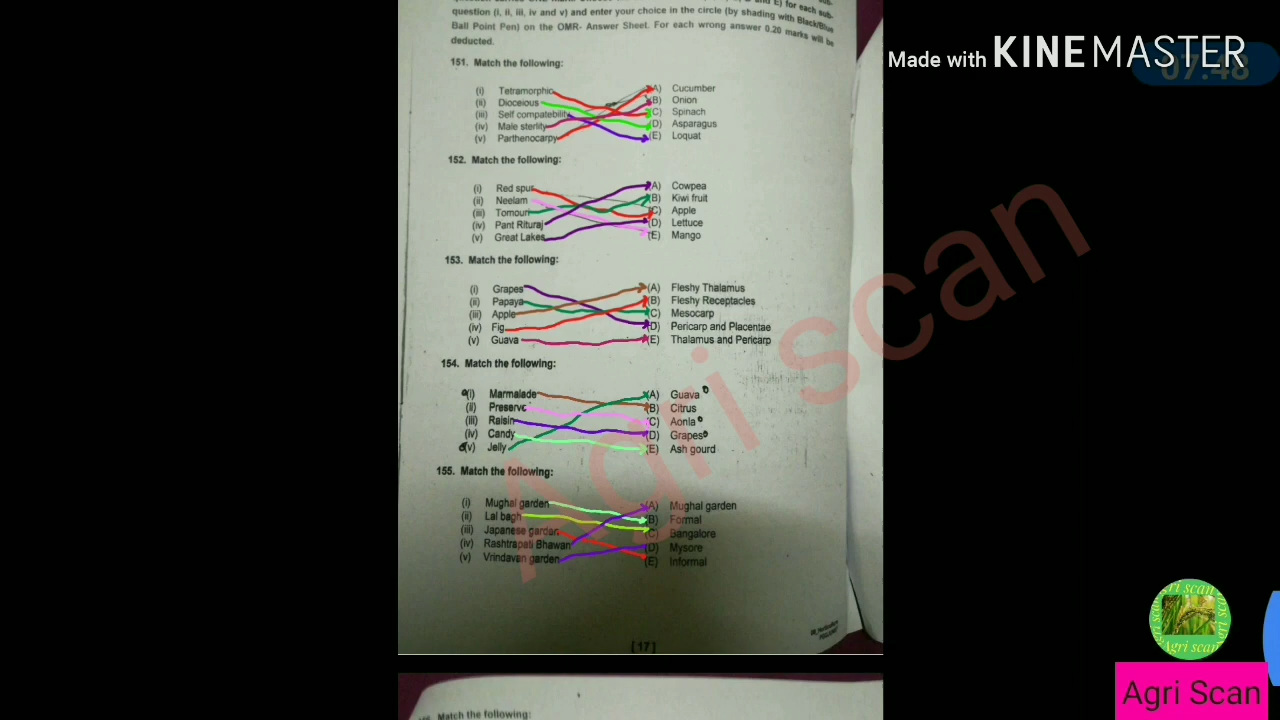 question (i, ii, iii, iv and v) and enter your choice in the circle (by shading with Black/Blue
Ball Point Pen) on the OMR- Answer Sheet. For each wrong answer 0.20 marks will be
deducted.
Made with KINEMASTER
07:48
151. Match the following:
(i) Tetramorphic (A) Cucumber
(ii) Dioceious (B) Onion
(iii) Self compatebility (C) Spinach
(iv) Male sterlity (D) Asparagus
(v) Parthenocarpy (E) Loquat
152. Match the following:
(i) Red spur (A) Cowpea
(ii) Neelam (B) Kiwi fruit
(iii) Tomouri (C) Apple
(iv) Pant Rituraj (D) Lettuce
(v) Great Lakes (E) Mango
153. Match the following:
(i) Grapes (A) Fleshy Thalamus
(ii) Papaya (B) Fleshy Receptacles
(iii) Apple (C) Mesocarp
(iv) Fig (D) Pericarp and Placentae
(v) Guava (E) Thalamus and Pericarp
154. Match the following:
(i) Marmalade (A) Guava
(ii) Preserve (B) Citrus
(iii) Raisin (C) Aonla
(iv) Candy (D) Grapes
(v) Jelly (E) Ash gourd
155. Match the following:
(i) Mughal garden (A) Mughal garden
(ii) Lal bagh (B) Formal
(iii) Japanese garden (C) Bangalore
(iv) Rashtrapati Bhawan (D) Mysore
(v) Vrindavan garden (E) Informal
[17]
Match the following:
Agri scan
Agri scan
Agri Scan